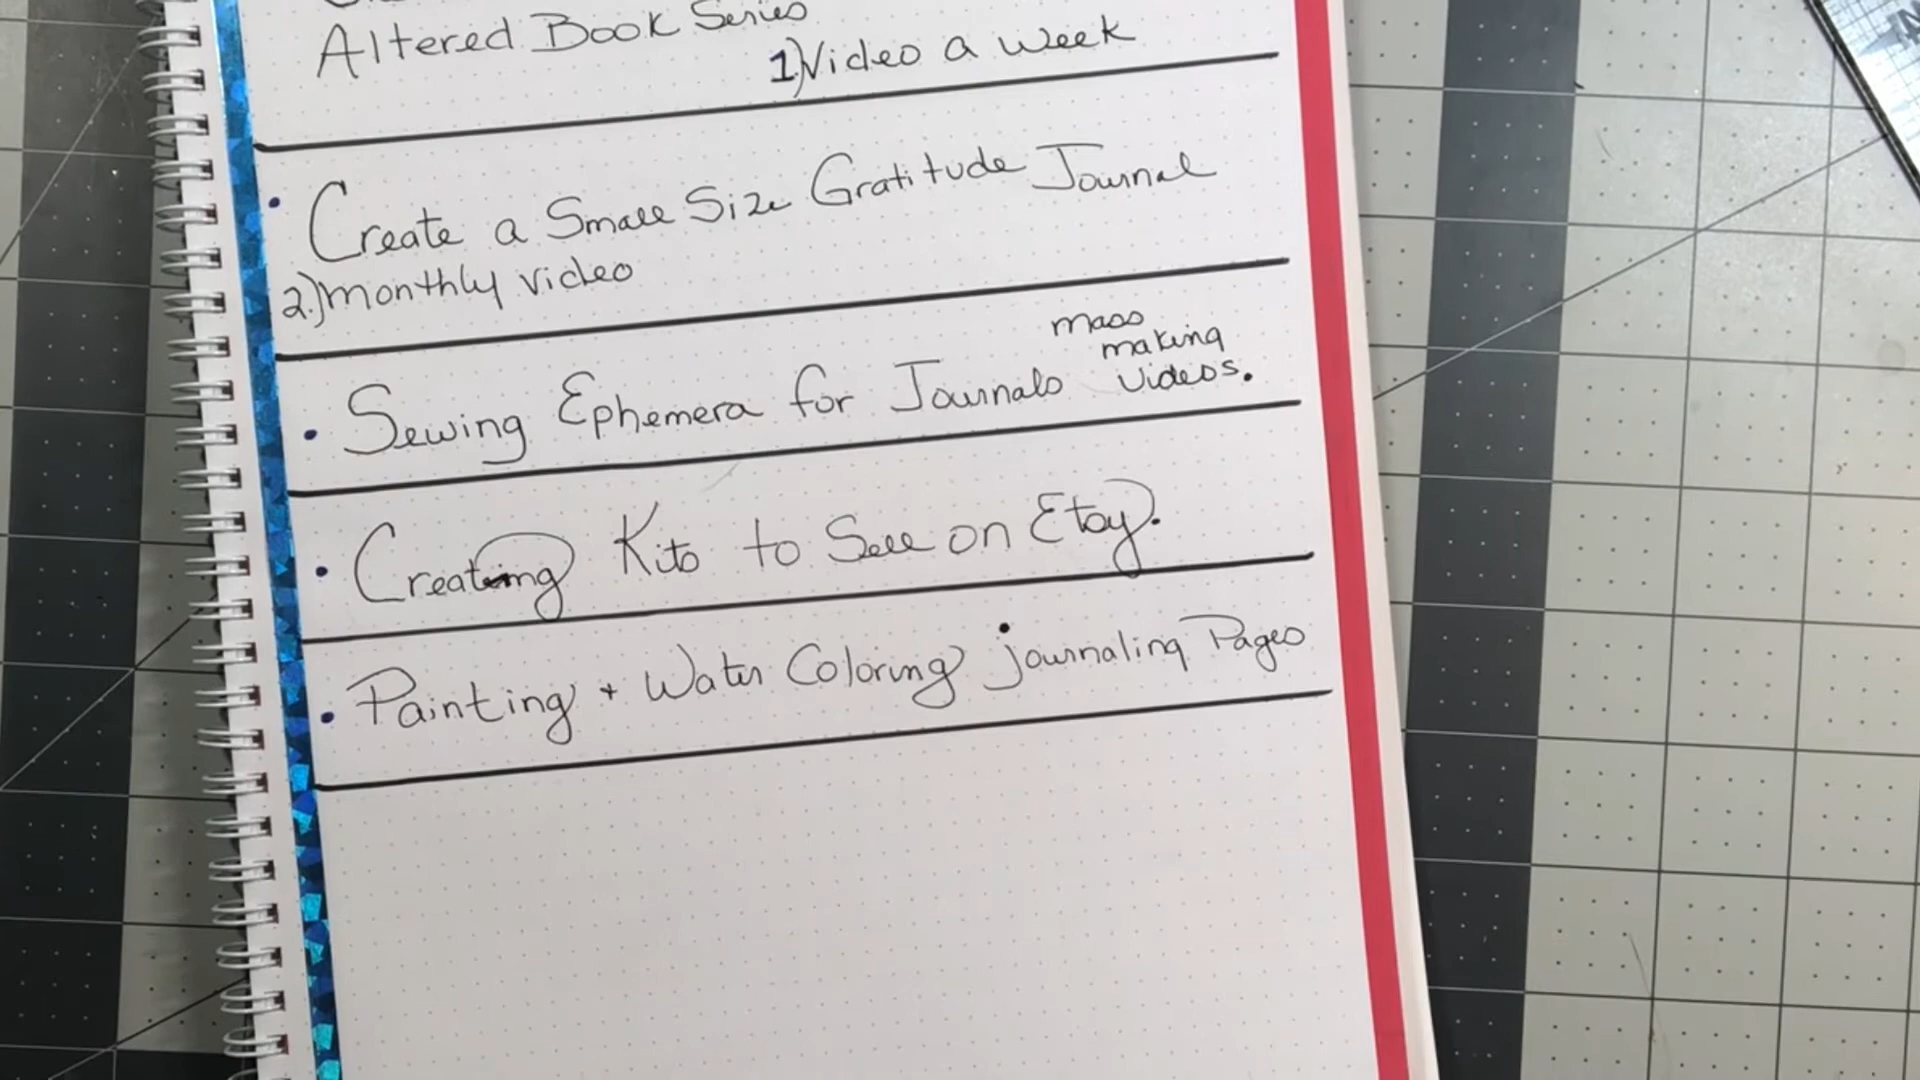 Altered Book Series
1.)Video a week
• Create a Small Size Gratitude Journal
2.)monthly video
• Sewing Ephemera for Journals mass
making
videos.
• Creating Kits to Sell on Etsy.
• Painting + Water Coloring journaling Pages